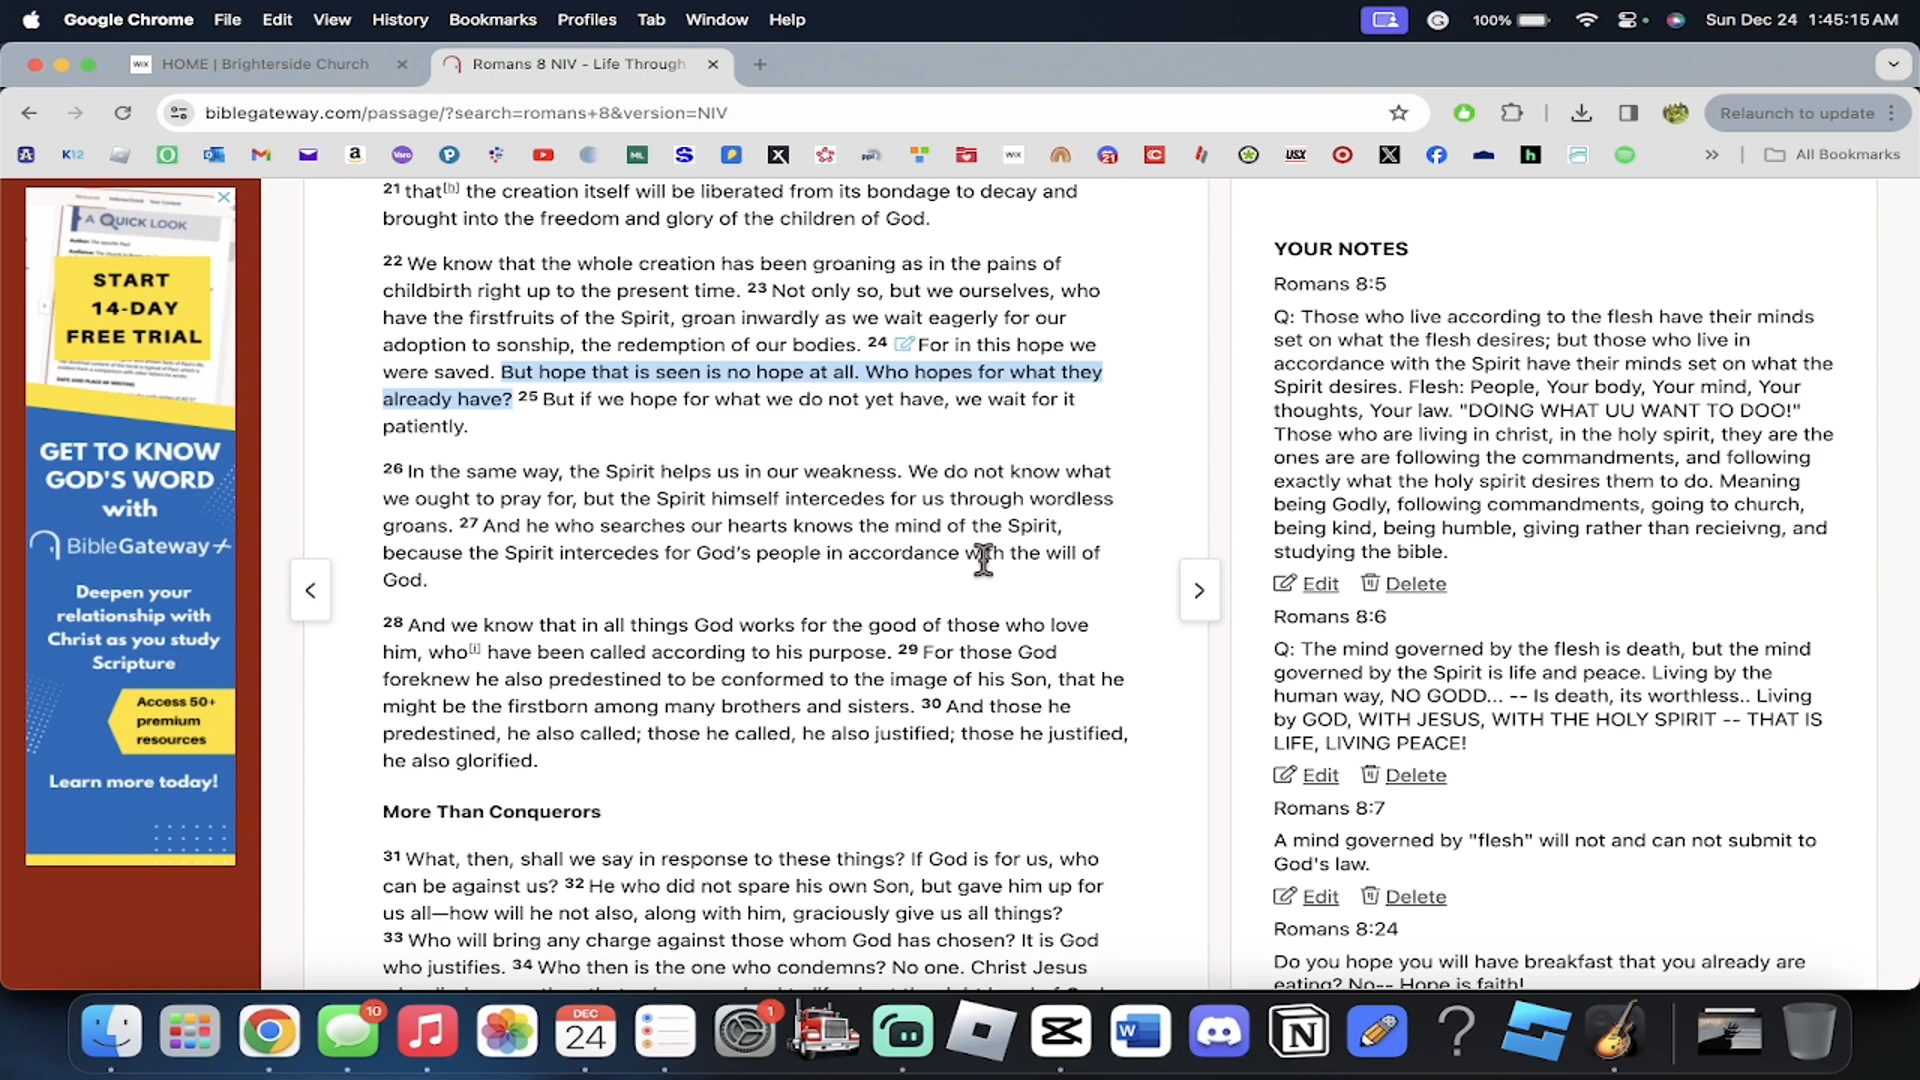 Google Chrome File Edit View History Bookmarks Profiles Tab Window Help 100% Sun Dec 24 1:45:15 AM
HOME | Brighterside Church
Romans 8 NIV - Life Through
biblegateway.com/passage/?search=romans+8&version=NIV
Relaunch to update
K12
ML
ppl
USX
All Bookmarks
A QUICK LOOK
START
14-DAY
FREE TRIAL
GET TO KNOW
GOD'S WORD
with
BibleGateway+
Deepen your
relationship with
Christ as you study
Scripture
Access 50+
premium
resources
Learn more today!
21 that[h] the creation itself will be liberated from its bondage to decay and
brought into the freedom and glory of the children of God.
22 We know that the whole creation has been groaning as in the pains of
childbirth right up to the present time. 23 Not only so, but we ourselves, who
have the firstfruits of the Spirit, groan inwardly as we wait eagerly for our
adoption to sonship, the redemption of our bodies. 24 For in this hope we
were saved. But hope that is seen is no hope at all. Who hopes for what they
already have? 25 But if we hope for what we do not yet have, we wait for it
patiently.
26 In the same way, the Spirit helps us in our weakness. We do not know what
we ought to pray for, but the Spirit himself intercedes for us through wordless
groans. 27 And he who searches our hearts knows the mind of the Spirit,
because the Spirit intercedes for God's people in accordance with the will of
God.
28 And we know that in all things God works for the good of those who love
him, who[i] have been called according to his purpose. 29 For those God
foreknew he also predestined to be conformed to the image of his Son, that he
might be the firstborn among many brothers and sisters. 30 And those he
predestined, he also called; those he called, he also justified; those he justified,
he also glorified.
More Than Conquerors
31 What, then, shall we say in response to these things? If God is for us, who
can be against us? 32 He who did not spare his own Son, but gave him up for
us all—how will he not also, along with him, graciously give us all things?
33 Who will bring any charge against those whom God has chosen? It is God
who justifies. 34 Who then is the one who condemns? No one. Christ Jesus
YOUR NOTES
Romans 8:5
Q: Those who live according to the flesh have their minds
set on what the flesh desires; but those who live in
accordance with the Spirit have their minds set on what the
Spirit desires. Flesh: People, Your body, Your mind, Your
thoughts, Your law. "DOING WHAT UU WANT TO DOO!"
Those who are living in christ, in the holy spirit, they are the
ones are are following the commandments, and following
exactly what the holy spirit desires them to do. Meaning
being Godly, following commandments, going to church,
being kind, being humble, giving rather than recieivng, and
studying the bible.
Edit Delete
Romans 8:6
Q: The mind governed by the flesh is death, but the mind
governed by the Spirit is life and peace. Living by the
human way, NO GODD... -- Is death, its worthless.. Living
by GOD, WITH JESUS, WITH THE HOLY SPIRIT -- THAT IS
LIFE, LIVING PEACE!
Edit Delete
Romans 8:7
A mind governed by "flesh" will not and can not submit to
God's law.
Edit Delete
Romans 8:24
Do you hope you will have breakfast that you already are
eating? No-- Hope is faith!
10
DEC
24
1